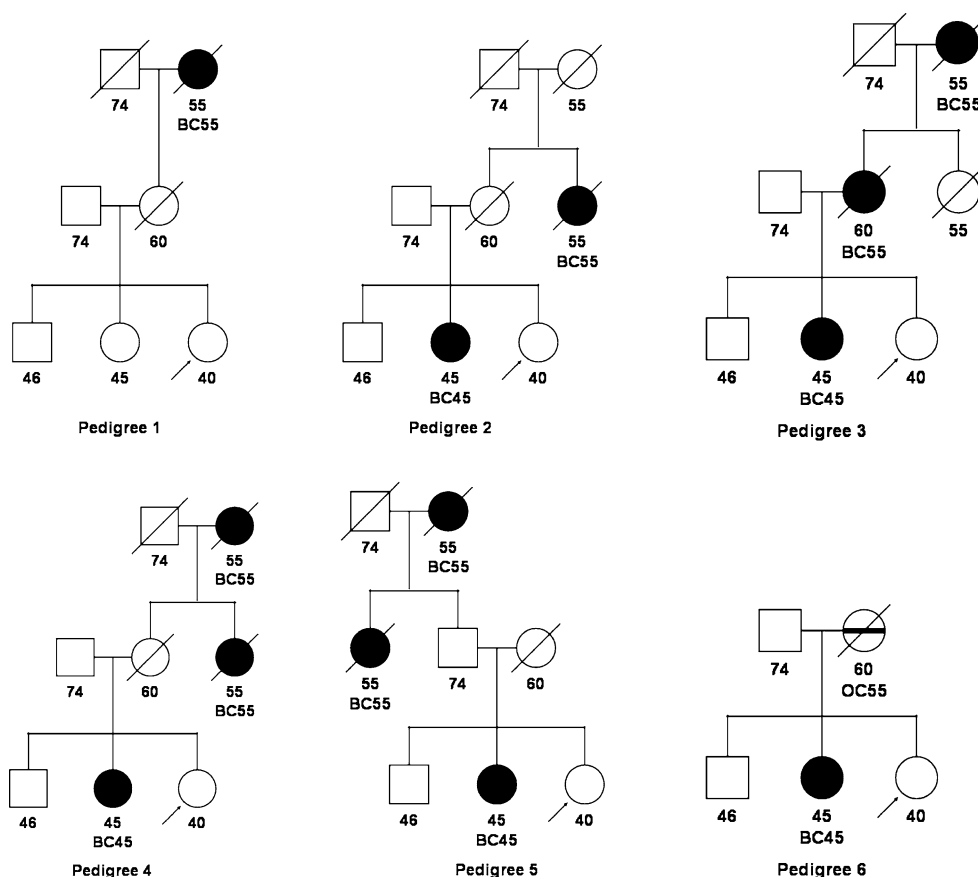 74 55
BC55
74 60
46 45 40
Pedigree 1
74 55
74 60 55
BC55
46 45 40
BC45
Pedigree 2
74 55
BC55
74 60 55
BC55
46 45 40
BC45
Pedigree 3
74 55
BC55
74 60 55
BC55
46 45 40
BC45
Pedigree 4
74 55
BC55
55 74 60
BC55
46 45 40
BC45
Pedigree 5
74 60
OC55
46 45 40
BC45
Pedigree 6